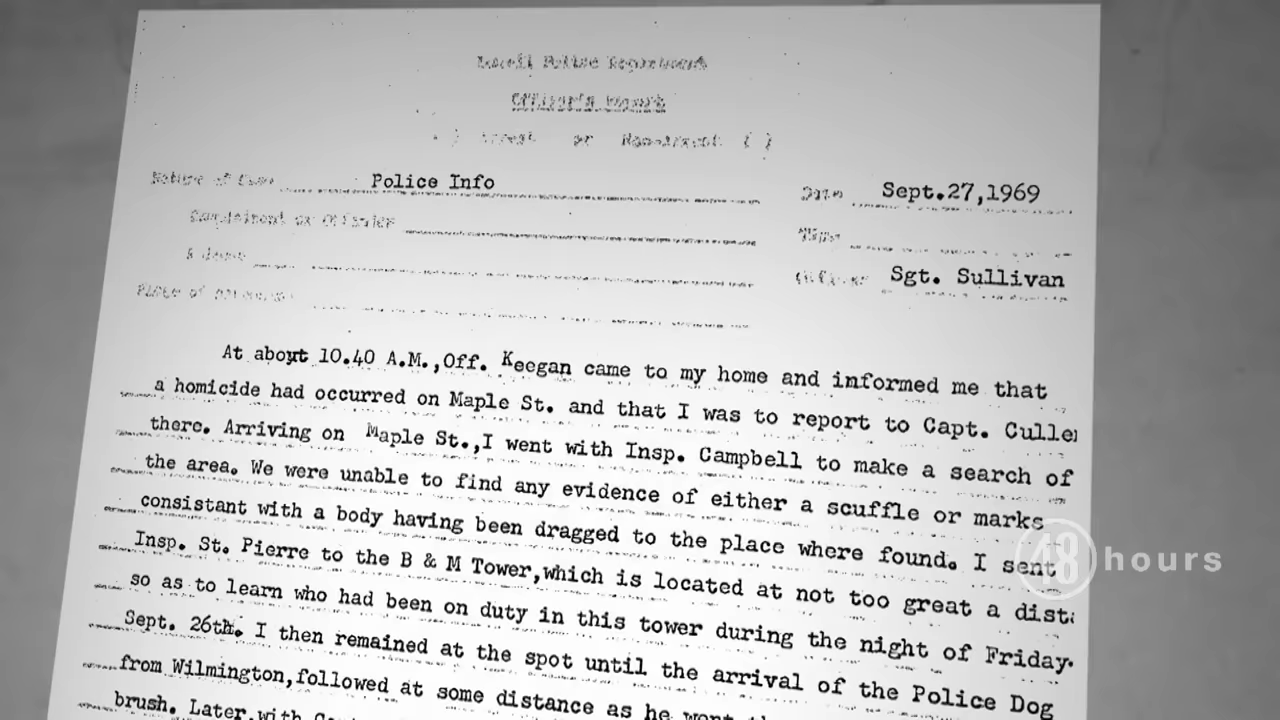 Police
Police Info
Date Sept.27,1969
Sgt. Sullivan
At about 10.40 A.M.,Off. Keegan came to my home and informed me that
a homicide had occurred on Maple St. and that I was to report to Capt.
there. Arriving on Maple St.,I went with Insp. Campbell to make a search of
the area. We were unable to find any evidence of either a scuffle or marks
consistant with a body having been dragged to the place where found. I sent
Insp. St. Pierre to the B & M Tower,which is located at not too great a
so as to learn who had been on duty in this tower during the night of Friday.
Sept. 26th. I then remained at the spot until the arrival of the Police Dog
from Wilmington,followed at some distance as he went
brush. Later,with
48 hours